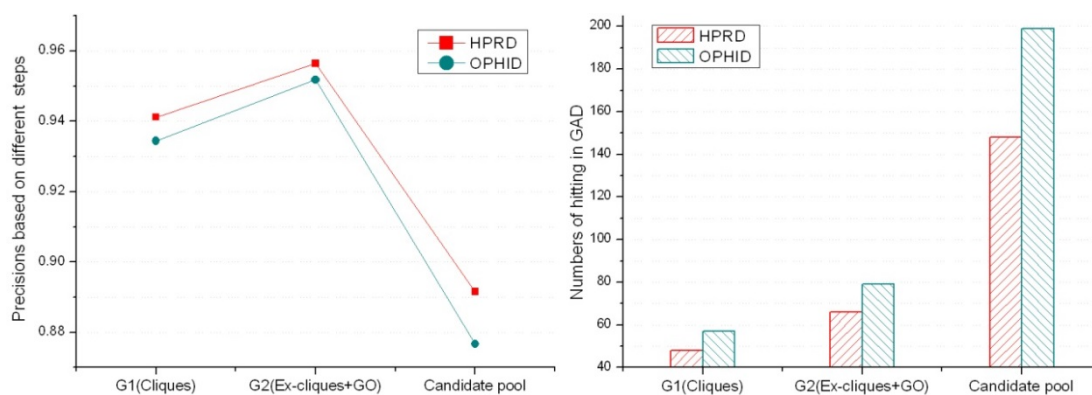 Precisions based on different steps
0.96
0.94
0.92
0.90
0.88
HPRD
OPHID
G1(Cliques)
G2(Ex-cliques+GO)
Candidate pool
Numbers of hitting in GAD
200
180
160
140
120
100
80
60
40
HPRD
OPHID
G1(Cliques)
G2(Ex-cliques+GO)
Candidate pool